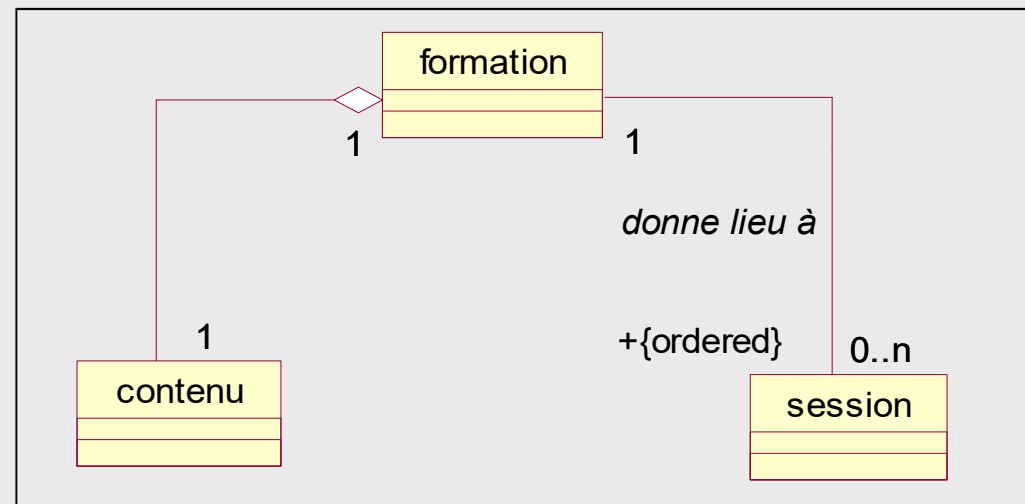 formation
1
1
donne lieu à
1
+{ordered}
0..n
contenu
session